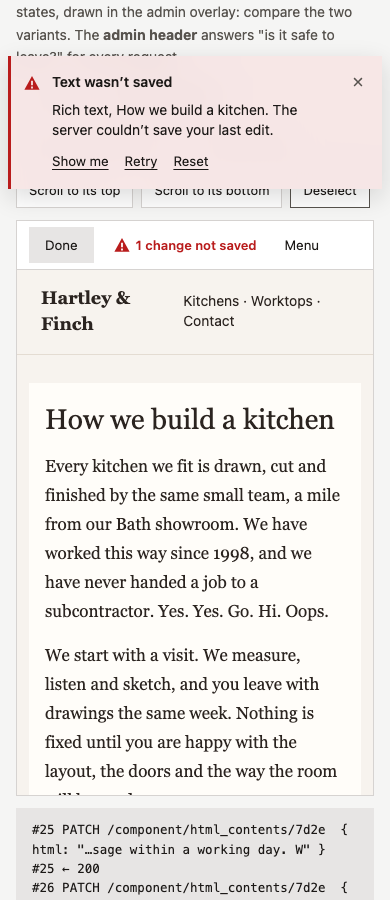 states, drawn in the admin overlay: compare the two
variants. The admin header answers "is it safe to
Text wasn’t saved
Rich text, How we build a kitchen. The
server couldn’t save your last edit.
Show me Retry Reset
Scroll to its top Scroll to its bottom Deselect
Done 1 change not saved Menu
Hartley &
Finch
Kitchens · Worktops ·
Contact
How we build a kitchen
Every kitchen we fit is drawn, cut and
finished by the same small team, a mile
from our Bath showroom. We have
worked this way since 1998, and we
have never handed a job to a
subcontractor. Yes. Yes. Go. Hi. Oops.
We start with a visit. We measure,
listen and sketch, and you leave with
drawings the same week. Nothing is
fixed until you are happy with the
layout, the doors and the way the room
#25 PATCH /component/html_contents/7d2e {
html: "…sage within a working day. W" }
#25 ← 200
#26 PATCH /component/html_contents/7d2e {